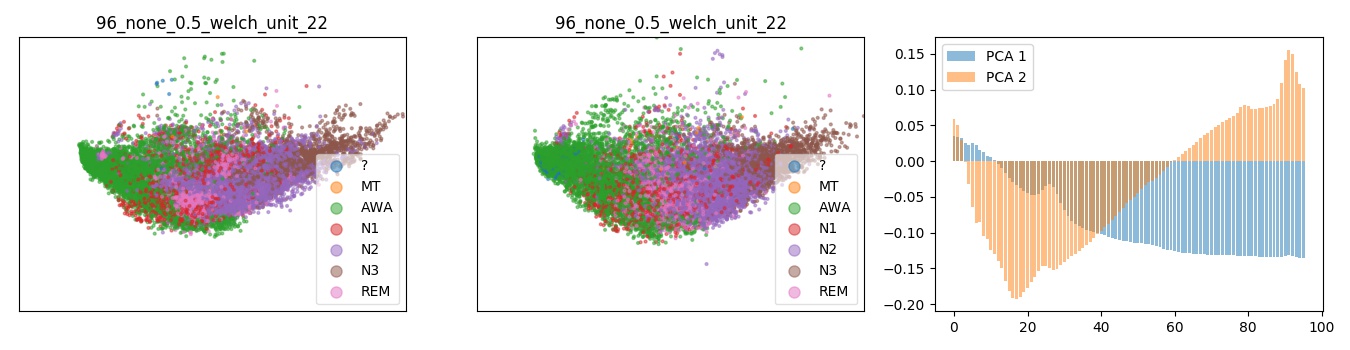 96_none_0.5_welch_unit_22
?
MT
AWA
N1
N2
N3
REM
96_none_0.5_welch_unit_22
?
MT
AWA
N1
N2
N3
REM
PCA 1
PCA 2
0.15
0.10
0.05
0.00
−0.05
−0.10
−0.15
−0.20
0 20 40 60 80 100